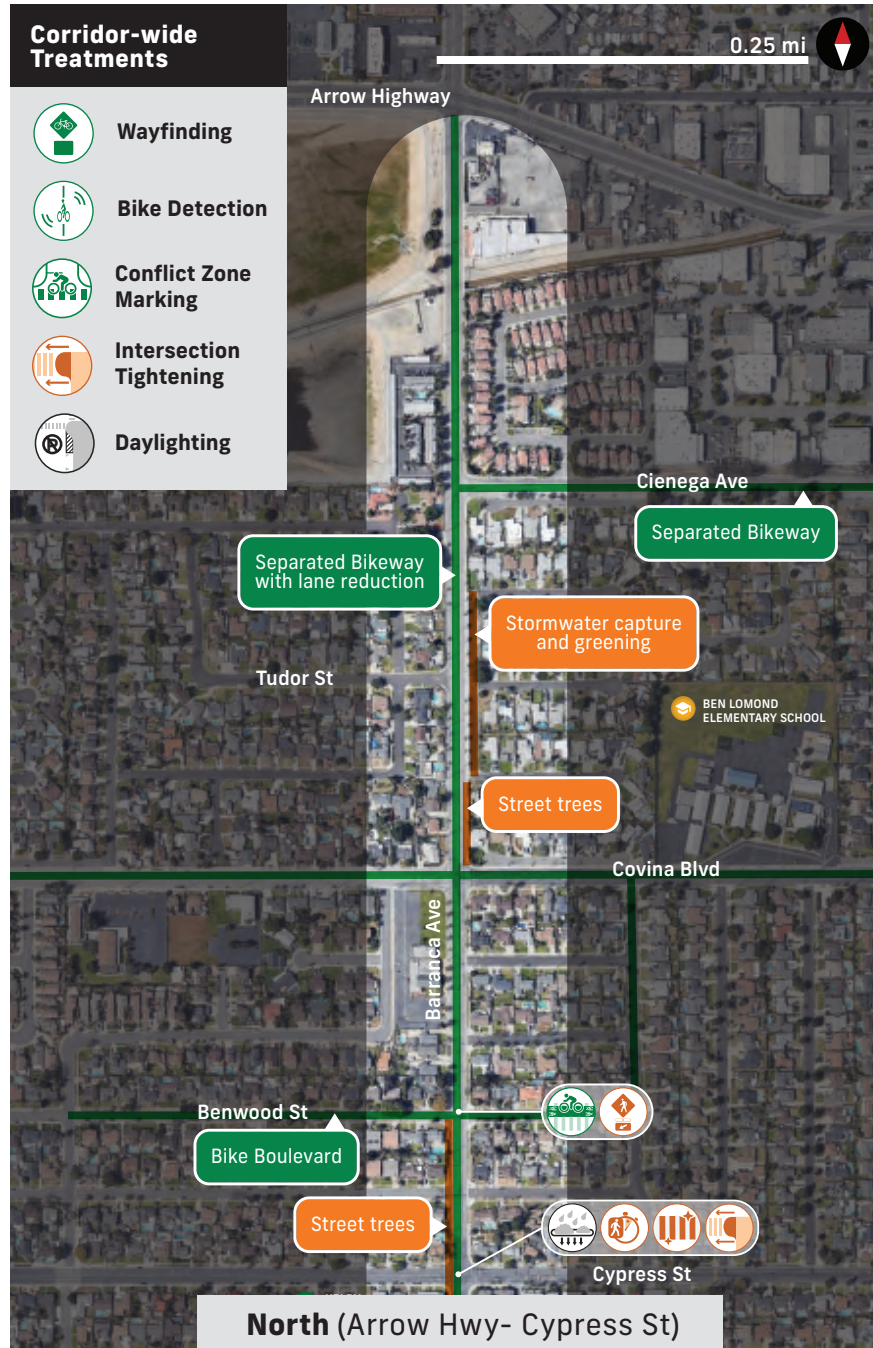 Corridor-wide
Treatments
0.25 mi
Arrow Highway
Wayfinding
Bike Detection
Conflict Zone
Marking
Intersection
Tightening
Daylighting
Cienega Ave
Separated Bikeway
Separated Bikeway
with lane reduction
Stormwater capture
and greening
Tudor St
BEN LOMOND
ELEMENTARY SCHOOL
Street trees
Covina Blvd
Barranca Ave
Benwood St
Bike Boulevard
Street trees
Cypress St
North (Arrow Hwy- Cypress St)